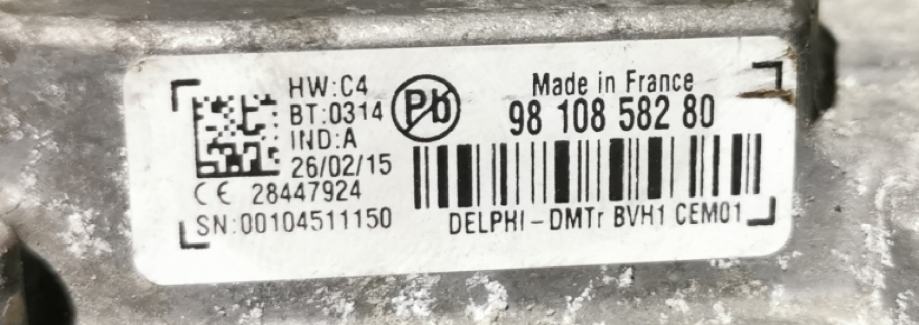 HW:C4
BT:0314
IND:A
26/02/15
CE 28447924
SN:00104511150
Pb
Made in France
98 108 582 80
DELPHI-DMTr BVH1 CEM01